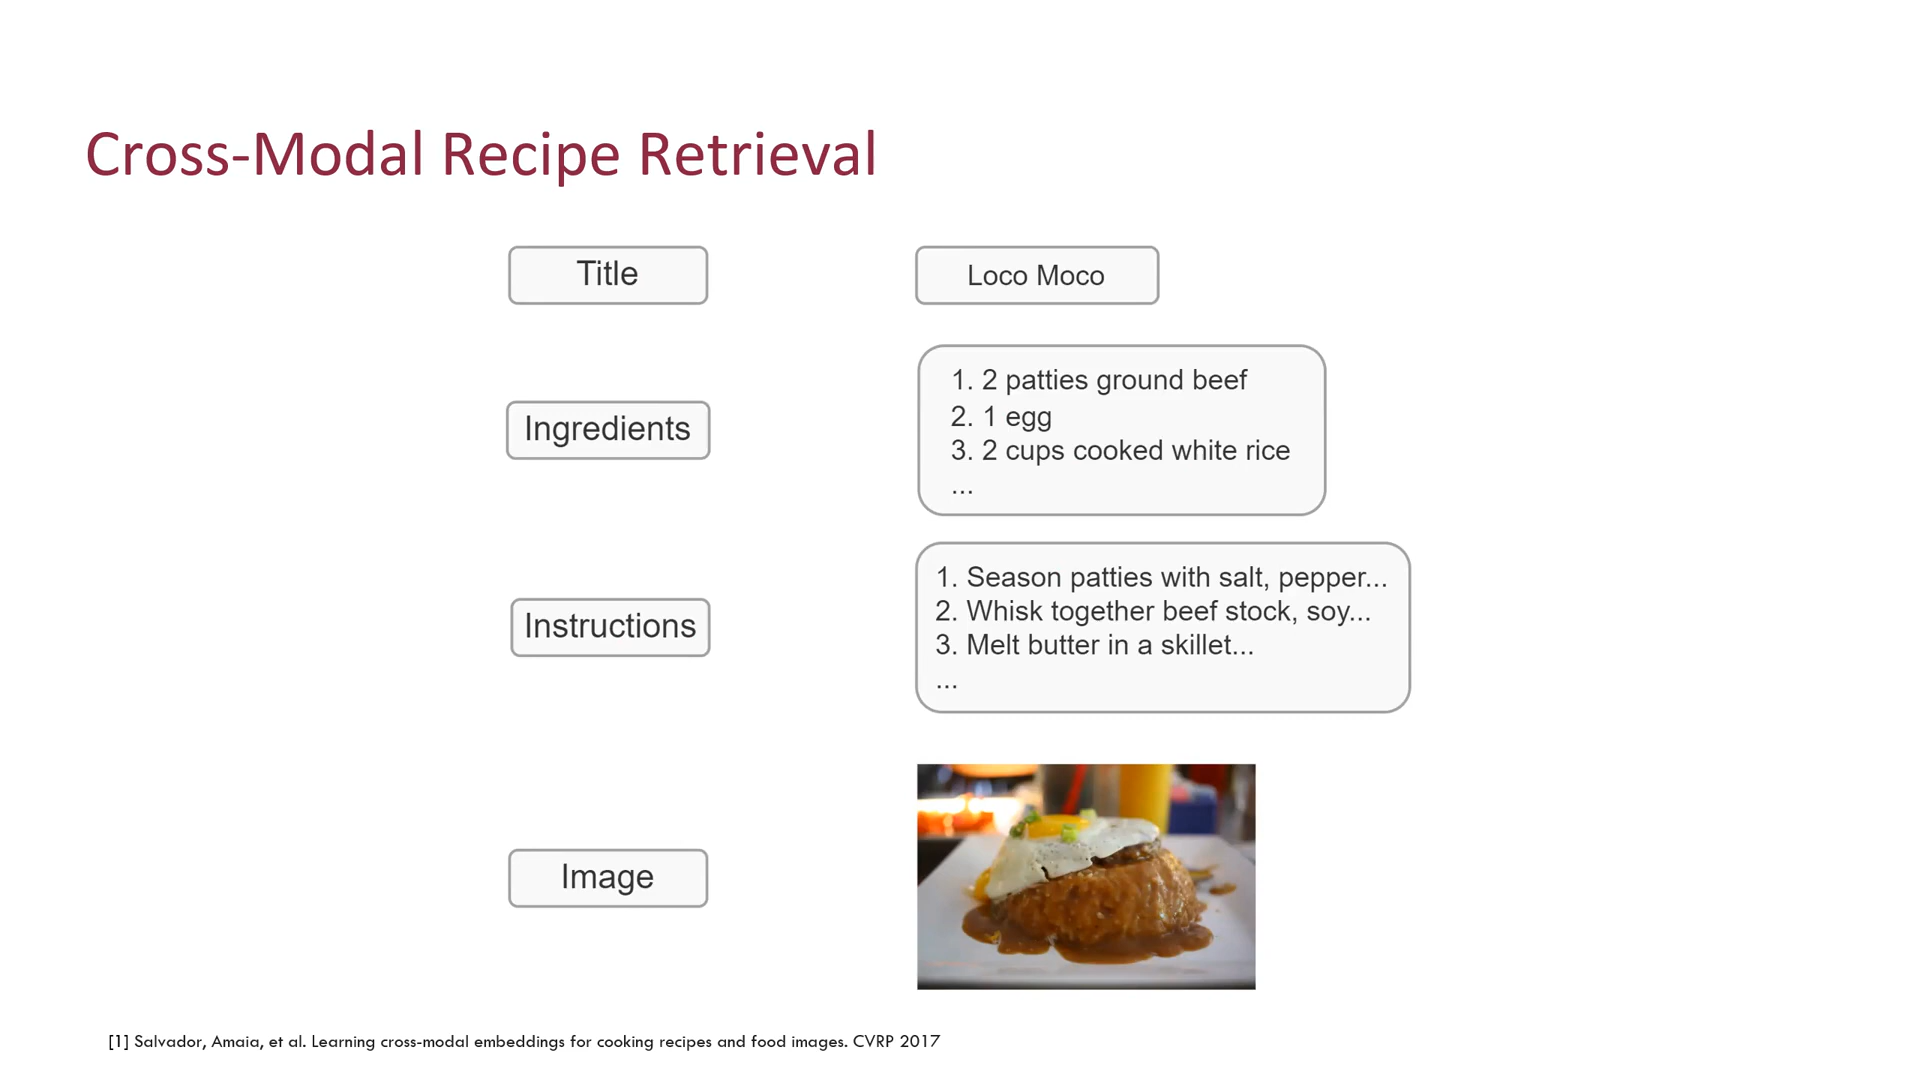 Cross-Modal Recipe Retrieval
Title
Loco Moco
Ingredients
1. 2 patties ground beef
2. 1 egg
3. 2 cups cooked white rice
...
Instructions
1. Season patties with salt, pepper...
2. Whisk together beef stock, soy...
3. Melt butter in a skillet...
...
Image
[1] Salvador, Amaia, et al. Learning cross-modal embeddings for cooking recipes and food images. CVRP 2017